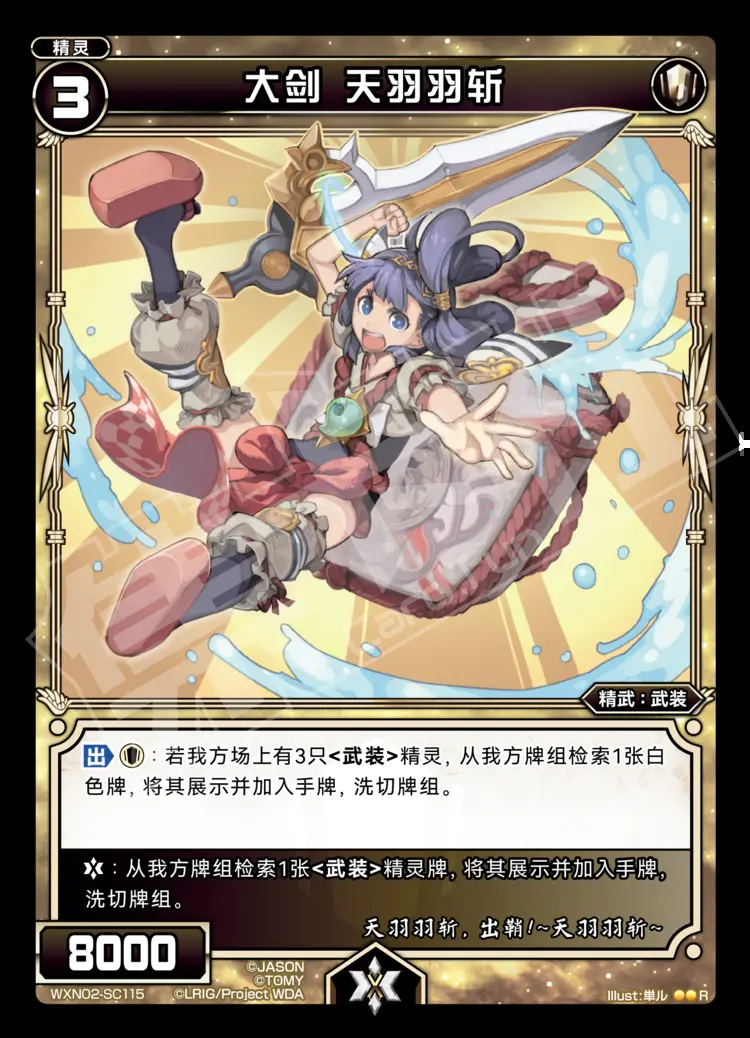 精灵
3
大剑 天羽羽斩
精武：武装
出 ：若我方场上有3只<武装>精灵，从我方牌组检索1张白
色牌，将其展示并加入手牌，洗切牌组。
：从我方牌组检索1张<武装>精灵牌，将其展示并加入手牌，
洗切牌组。
天羽羽斩，出鞘!~天羽羽斩~
8000
©JASON
©TOMY
WXN02-SC115
©LRIG/Project WDA
Illust:単ル
R